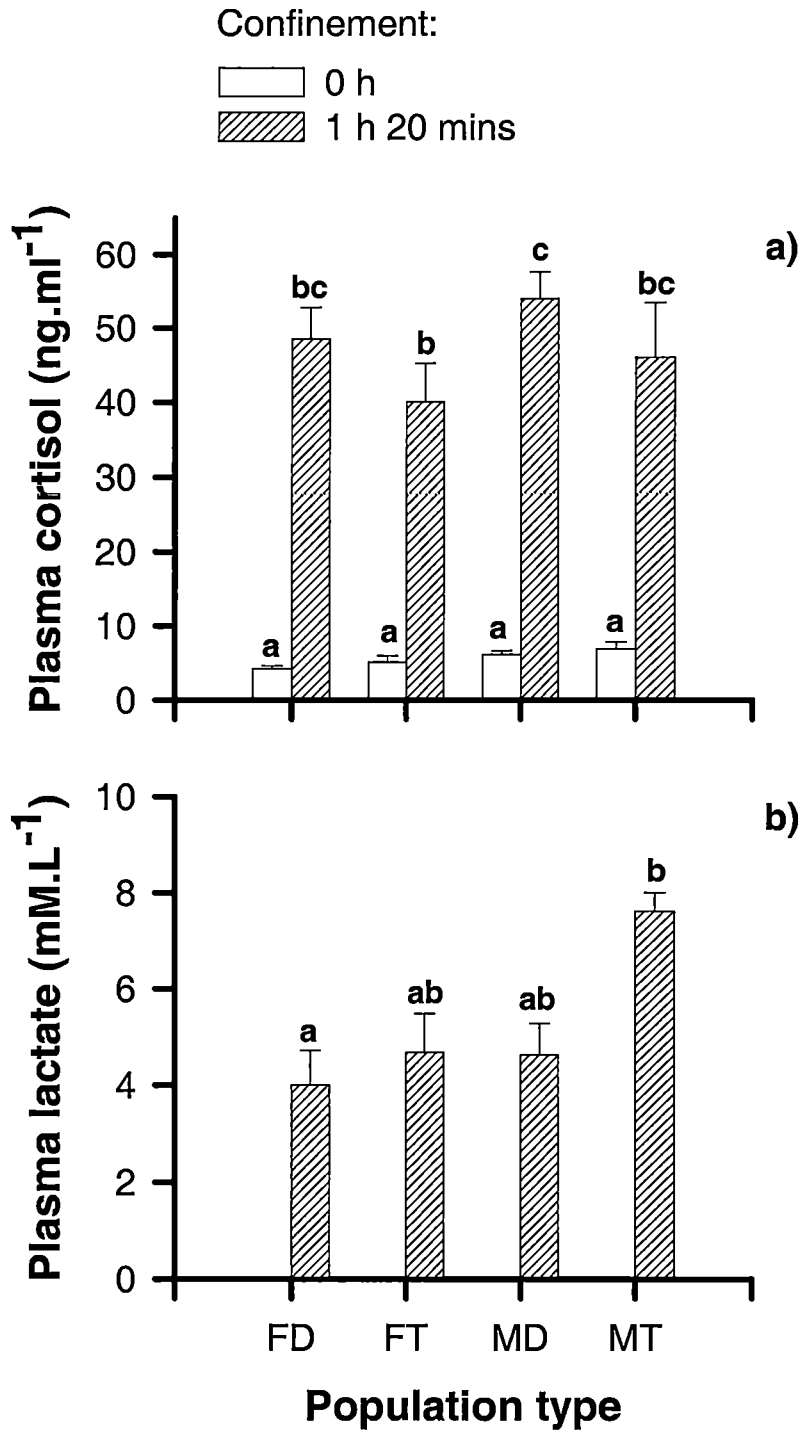 Confinement:
0 h
1 h 20 mins
a)
Plasma cortisol (ng.ml⁻¹)
60
50
40
30
20
10
0
a
bc
a
b
a
c
a
bc
b)
Plasma lactate (mM.L⁻¹)
10
8
6
4
2
0
a
ab
ab
b
FD FT MD MT
Population type